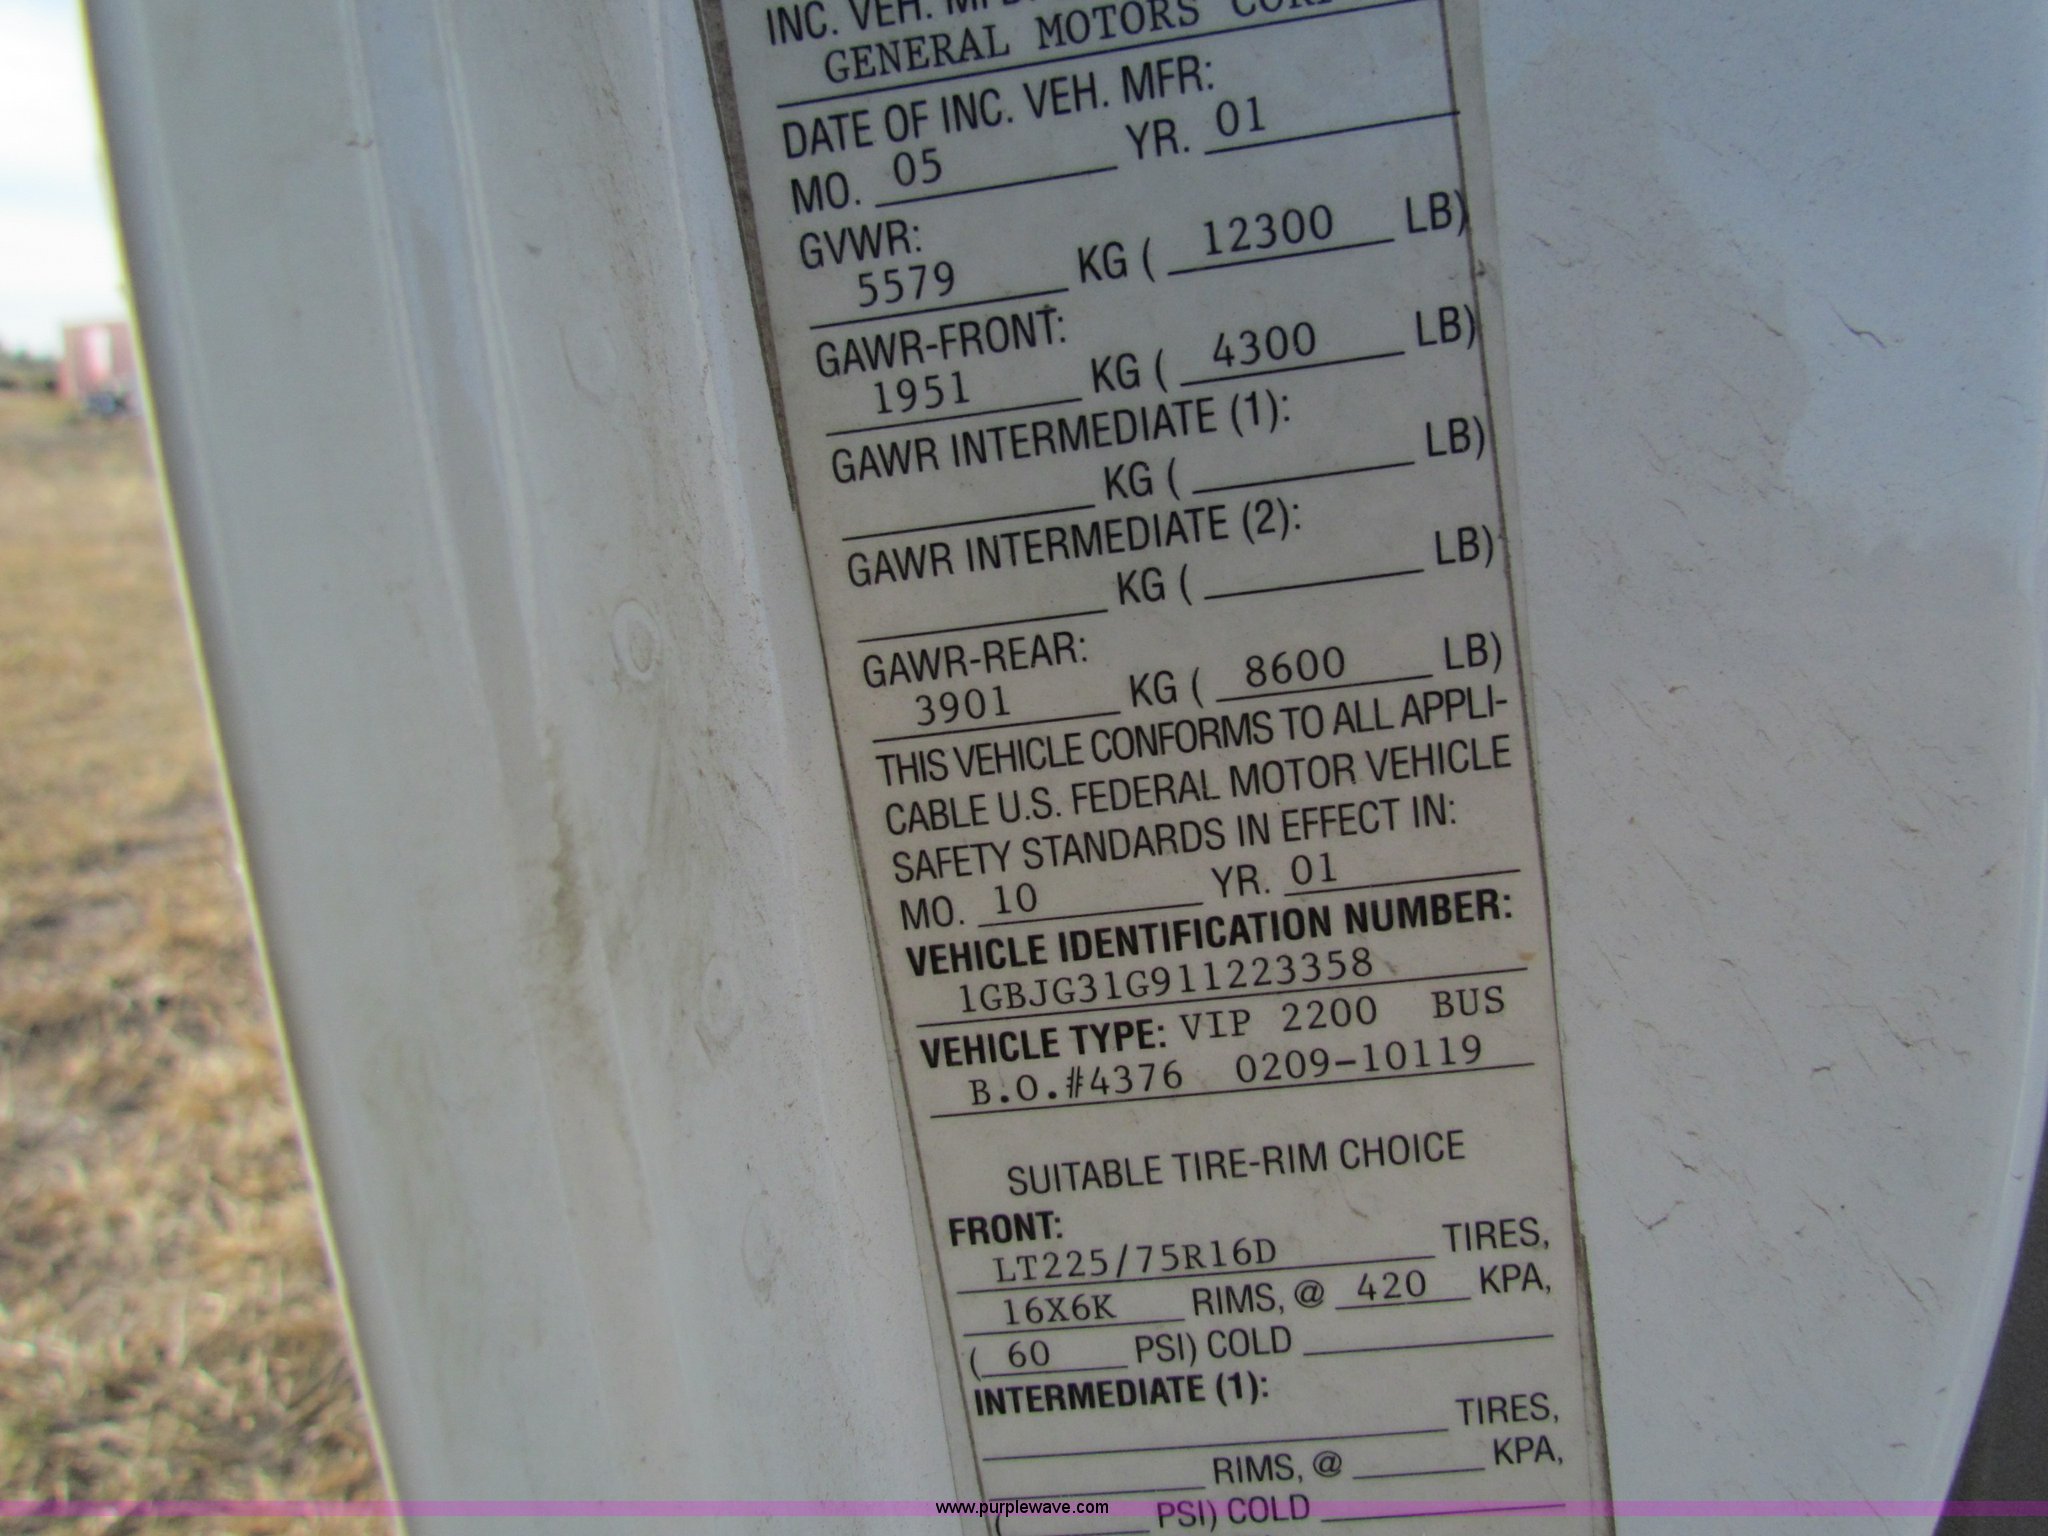 INC. VEH.
GENERAL MOTORS
DATE OF INC. VEH. MFR:
MO. 05 YR. 01
GVWR:
5579 KG ( 12300 LB)
GAWR-FRONT:
1951 KG ( 4300 LB)
GAWR INTERMEDIATE (1):
KG ( LB)
GAWR INTERMEDIATE (2):
KG ( LB)
GAWR-REAR:
3901 KG ( 8600 LB)
THIS VEHICLE CONFORMS TO ALL APPLI-
CABLE U.S. FEDERAL MOTOR VEHICLE
SAFETY STANDARDS IN EFFECT IN:
MO. 10 YR. 01
VEHICLE IDENTIFICATION NUMBER:
1GBJG31G911223358
VEHICLE TYPE: VIP 2200 BUS
B.O.#4376 0209-10119
SUITABLE TIRE-RIM CHOICE
FRONT:
LT225/75R16D TIRES,
16X6K RIMS, @ 420 KPA,
( 60 PSI) COLD
INTERMEDIATE (1):
TIRES,
RIMS, @ KPA,
( PSI) COLD
www.purplewave.com